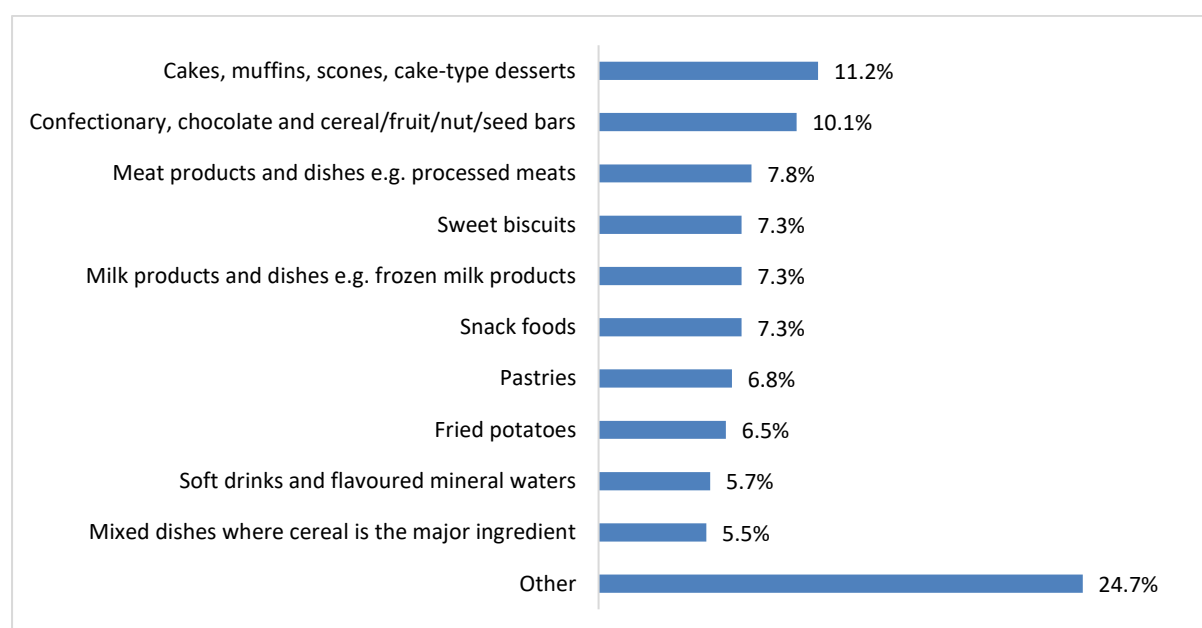 Cakes, muffins, scones, cake-type desserts 11.2%
Confectionary, chocolate and cereal/fruit/nut/seed bars 10.1%
Meat products and dishes e.g. processed meats 7.8%
Sweet biscuits 7.3%
Milk products and dishes e.g. frozen milk products 7.3%
Snack foods 7.3%
Pastries 6.8%
Fried potatoes 6.5%
Soft drinks and flavoured mineral waters 5.7%
Mixed dishes where cereal is the major ingredient 5.5%
Other 24.7%